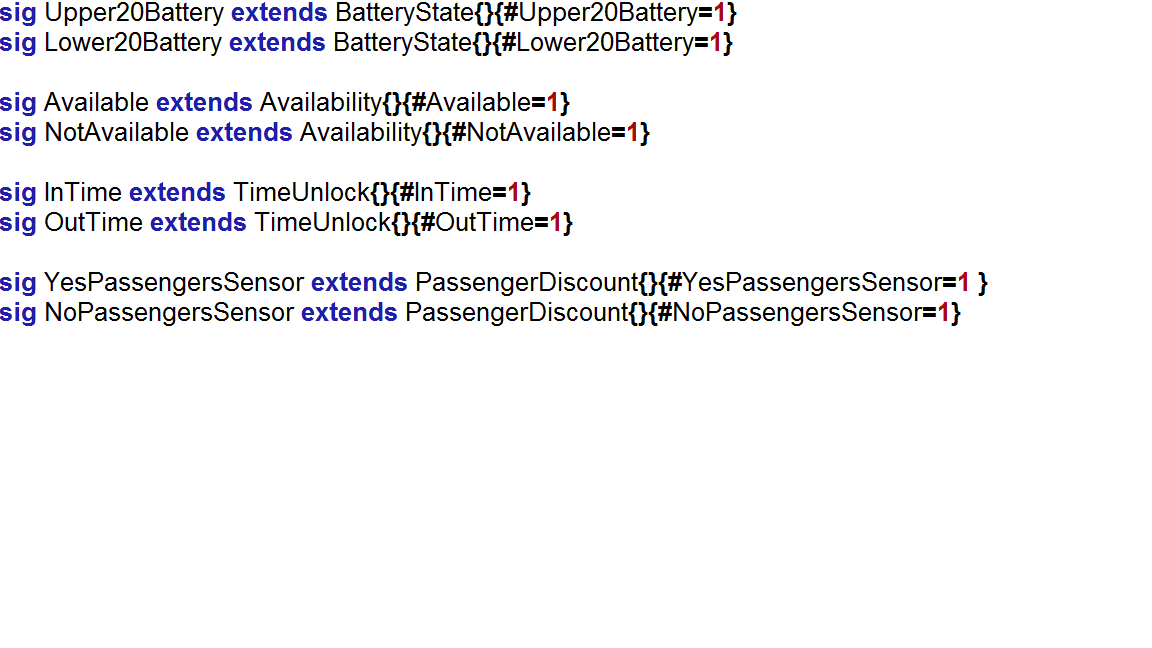 sig Upper20Battery extends BatteryState{}{#Upper20Battery=1}
sig Lower20Battery extends BatteryState{}{#Lower20Battery=1}
sig Available extends Availability{}{#Available=1}
sig NotAvailable extends Availability{}{#NotAvailable=1}
sig InTime extends TimeUnlock{}{#InTime=1}
sig OutTime extends TimeUnlock{}{#OutTime=1}
sig YesPassengersSensor extends PassengerDiscount{}{#YesPassengersSensor=1 }
sig NoPassengersSensor extends PassengerDiscount{}{#NoPassengersSensor=1}